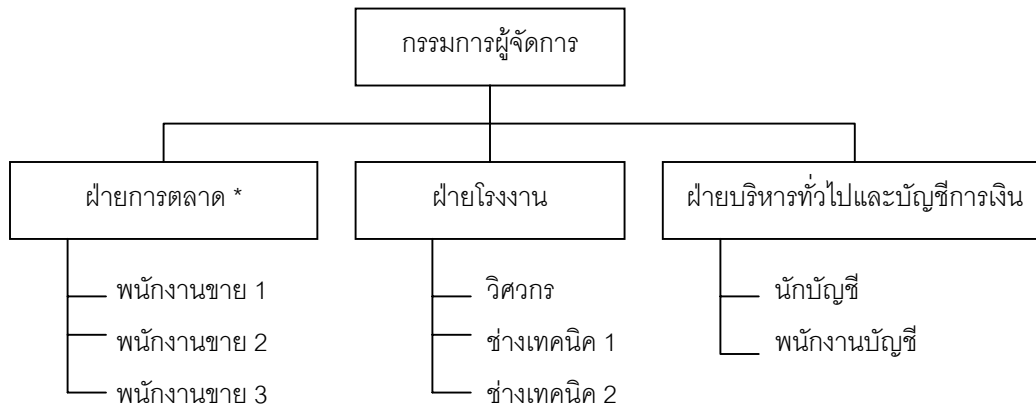 กรรมการผู้จัดการ
ฝ่ายการตลาด *
ฝ่ายโรงงาน
ฝ่ายบริหารทั่วไปและบัญชีการเงิน
พนักงานขาย 1
พนักงานขาย 2
พนักงานขาย 3
วิศวกร
ช่างเทคนิค 1
ช่างเทคนิค 2
นักบัญชี
พนักงานบัญชี